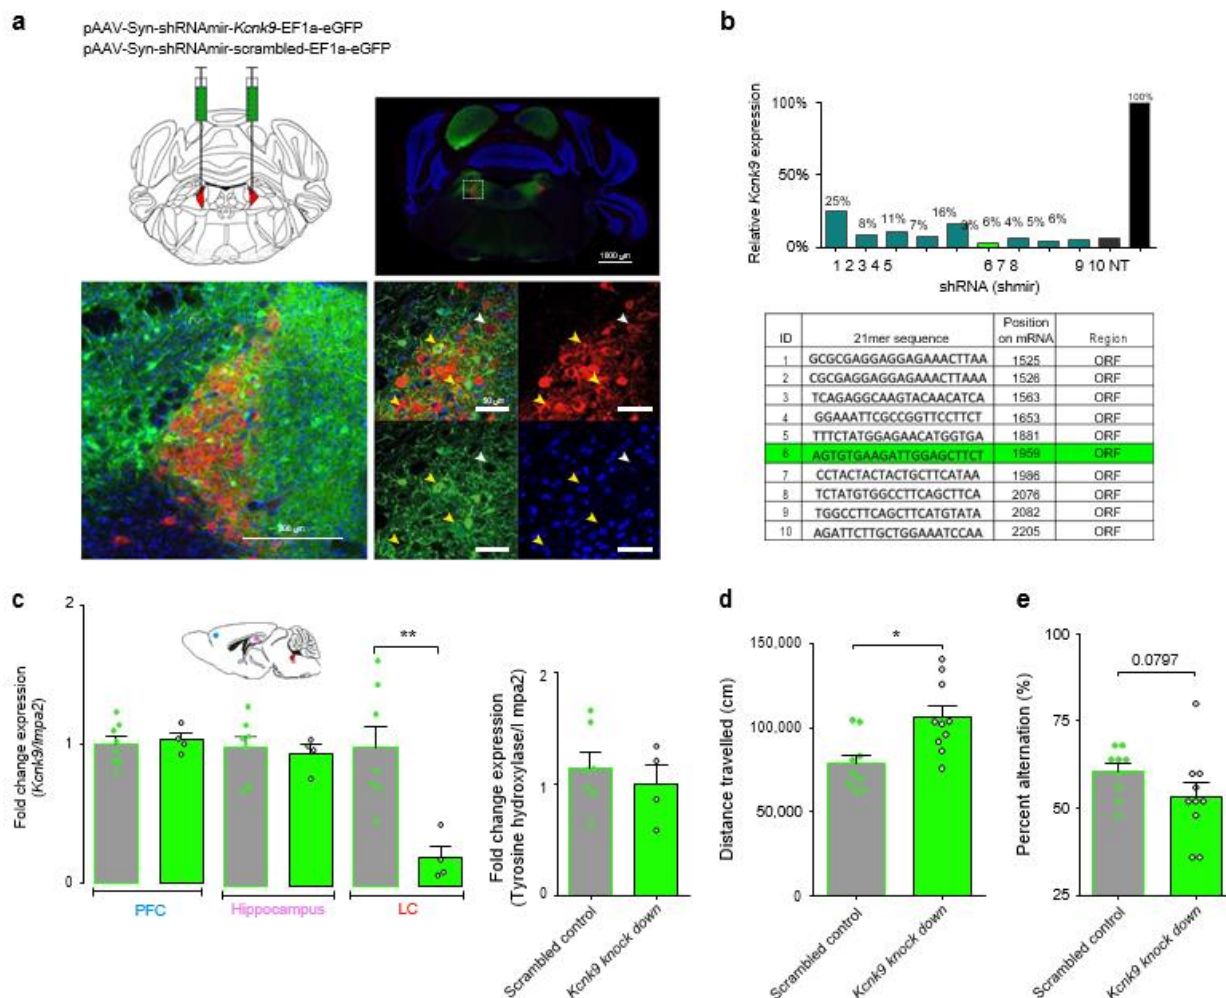 a
pAAV-Syn-shRNAmir-Kcnk9-EF1a-eGFP
pAAV-Syn-shRNAmir-scrambled-EF1a-eGFP
1000 µm
50 µm
b
Relative Kcnk9 expression
100%
50%
0%
25%
8%
11%
7%
16%
3%
6%
4%
5%
6%
100%
1 2 3 4 5 6 7 8 9 10 NT
shRNA (shmir)
ID 21mer sequence Position on mRNA Region
1 GCGCGAGGAGGAGAAACTTAA 1525 ORF
2 CGCGAGGAGGAGAAACTTAAA 1526 ORF
3 TCAGAGGCAAGTACAACATCA 1563 ORF
4 GGAAATTCGCCGGTTCCTTCT 1653 ORF
5 TTTCTATGGAGAACATGGTGA 1881 ORF
6 AGTGTGAAGATTGGAGCTTCT 1959 ORF
7 CCTACTACTACTGCTTCATAA 1986 ORF
8 TCTATGTGGCCTTCAGCTTCA 2076 ORF
9 TGGCCTTCAGCTTCATGTATA 2082 ORF
10 AGATTCTTGCTGGAAATCCAA 2205 ORF
c
Fold change expression
(Kcnk9/Impa2)
2
1
0
**
PFC
Hippocampus
LC
Fold change expression
(Tyrosine hydroxylase/I mpa2)
2
1
0
Scrambled control
Kcnk9 knock down
d
Distance travelled (cm)
150,000
100,000
50,000
0
*
Scrambled control
Kcnk9 knock down
e
Percent alternation (%)
100
75
50
25
0.0797
Scrambled control
Kcnk9 knock down